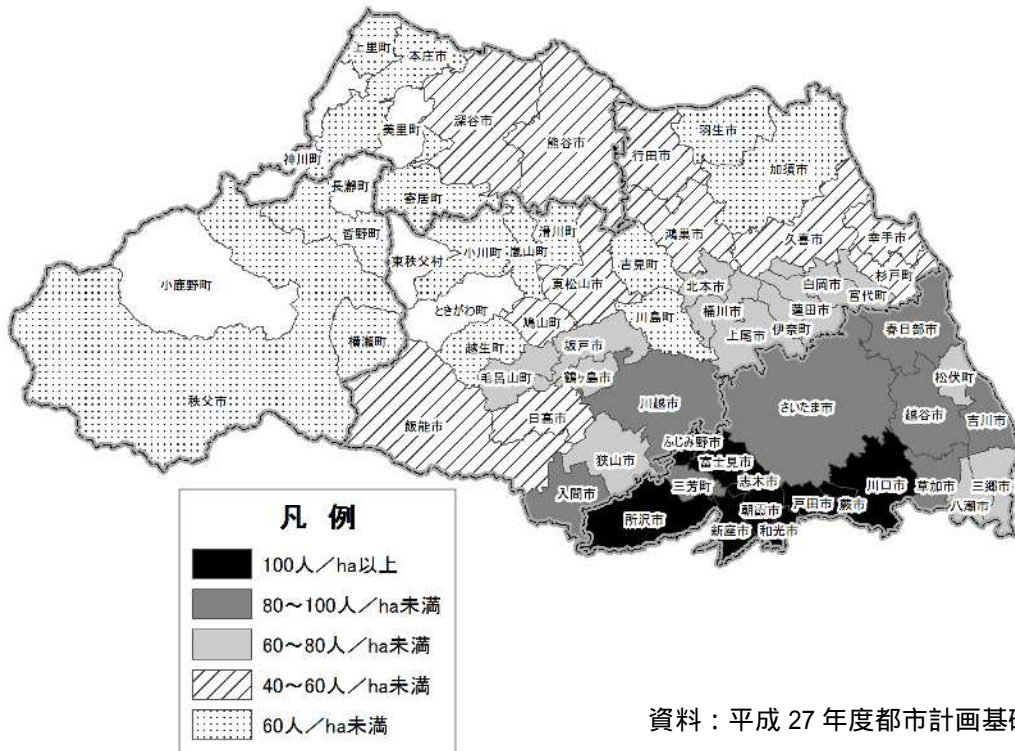 上里町
本庄市
美里町
深谷市
熊谷市
神川町
長瀞町
寄居町
皆野町
行田市
羽生市
加須市
鴻巣市
久喜市
幸手市
杉戸町
小鹿野町
東秩父村
小川町
嵐山町
滑川町
東松山市
吉見町
北本市
桶川市
白岡市
宮代町
蓮田市
伊奈町
上尾市
春日部市
ときがわ町
鳩山町
川島町
横瀬町
越生町
坂戸市
毛呂山町
鶴ヶ島市
松伏町
秩父市
飯能市
日高市
川越市
さいたま市
越谷市
吉川市
ふじみ野市
狭山市
富士見市
入間市
三芳町
志木市
川口市
草加市
三郷市
八潮市
所沢市
朝霞市
戸田市
蕨市
新座市
和光市
凡 例
100人/ha以上
80~100人/ha未満
60~80人/ha未満
40~60人/ha未満
60人/ha未満
資料:平成 27 年度都市計画基